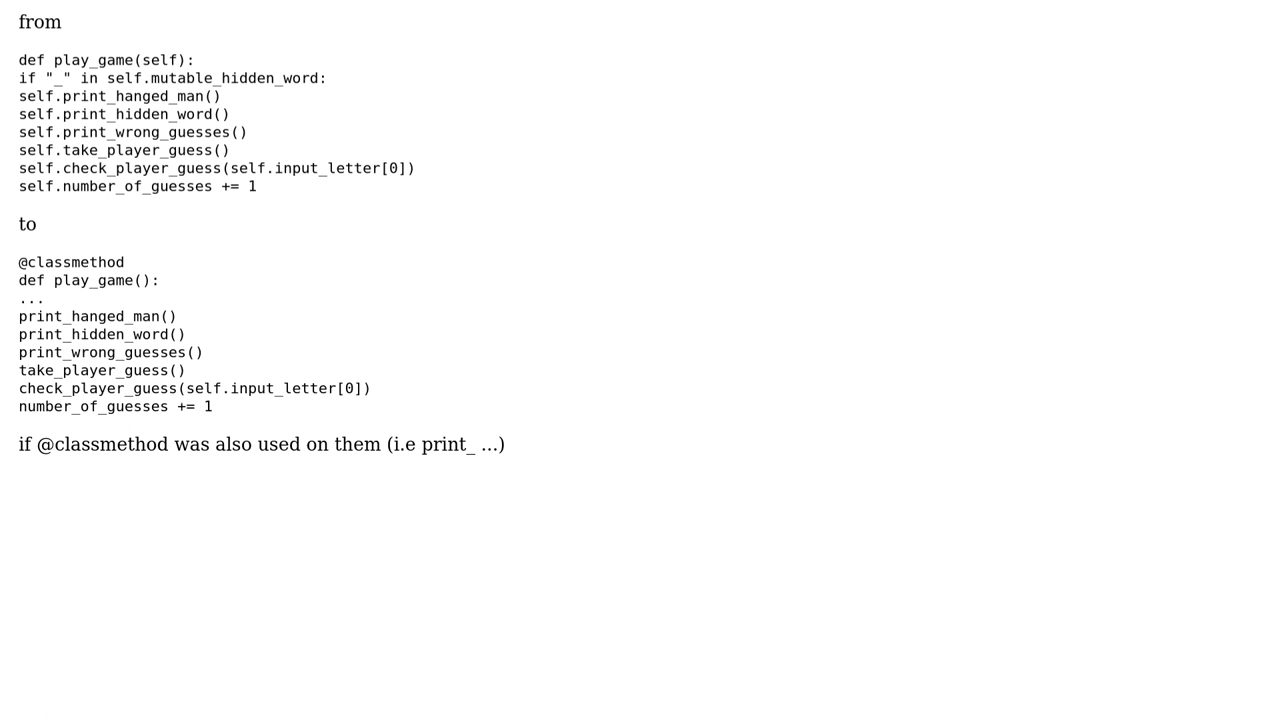 from
def play_game(self):
if "_" in self.mutable_hidden_word:
self.print_hanged_man()
self.print_hidden_word()
self.print_wrong_guesses()
self.take_player_guess()
self.check_player_guess(self.input_letter[0])
self.number_of_guesses += 1
to
@classmethod
def play_game():
...
print_hanged_man()
print_hidden_word()
print_wrong_guesses()
take_player_guess()
check_player_guess(self.input_letter[0])
number_of_guesses += 1
if @classmethod was also used on them (i.e print_ ...)